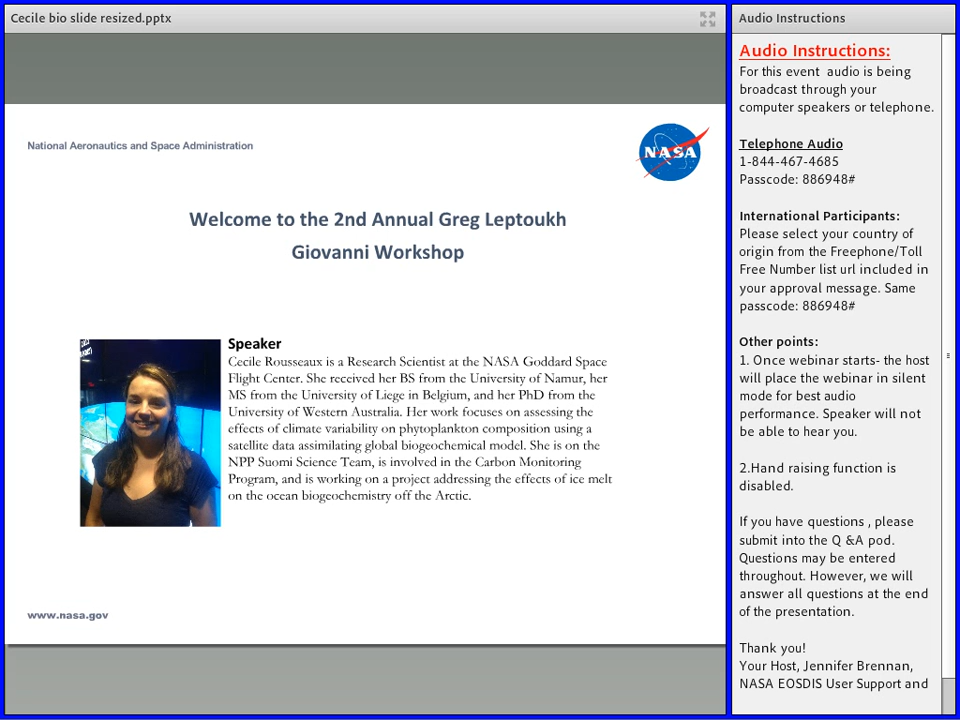 Cecile bio slide resized.pptx
National Aeronautics and Space Administration
NASA
Welcome to the 2nd Annual Greg Leptoukh
Giovanni Workshop
Speaker
Cecile Rousseaux is a Research Scientist at the NASA Goddard Space
Flight Center. She received her BS from the University of Namur, her
MS from the University of Liege in Belgium, and her PhD from the
University of Western Australia. Her work focuses on assessing the
effects of climate variability on phytoplankton composition using a
satellite data assimilating global biogeochemical model. She is on the
NPP Suomi Science Team, is involved in the Carbon Monitoring
Program, and is working on a project addressing the effects of ice melt
on the ocean biogeochemistry off the Arctic.
www.nasa.gov
Audio Instructions
Audio Instructions:
For this event  audio is being
broadcast through your
computer speakers or telephone.
Telephone Audio
1-844-467-4685
Passcode: 886948#
International Participants:
Please select your country of
origin from the Freephone/Toll
Free Number list url included in
your approval message. Same
passcode: 886948#
Other points:
1. Once webinar starts- the host
will place the webinar in silent
mode for best audio
performance. Speaker will not
be able to hear you.
2.Hand raising function is
disabled.
If you have questions , please
submit into the Q &A pod.
Questions may be entered
throughout. However, we will
answer all questions at the end
of the presentation.
Thank you!
Your Host, Jennifer Brennan,
NASA EOSDIS User Support and